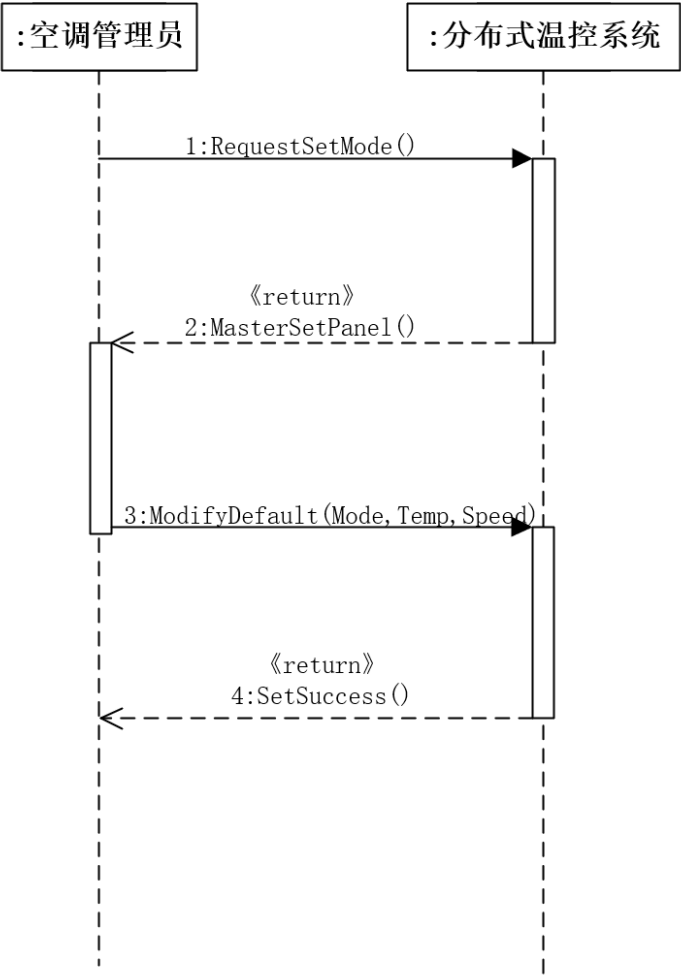 :空调管理员
:分布式温控系统
1:RequestSetMode()
《return》
2:MasterSetPanel()
3:ModifyDefault(Mode,Temp,Speed)
《return》
4:SetSuccess()